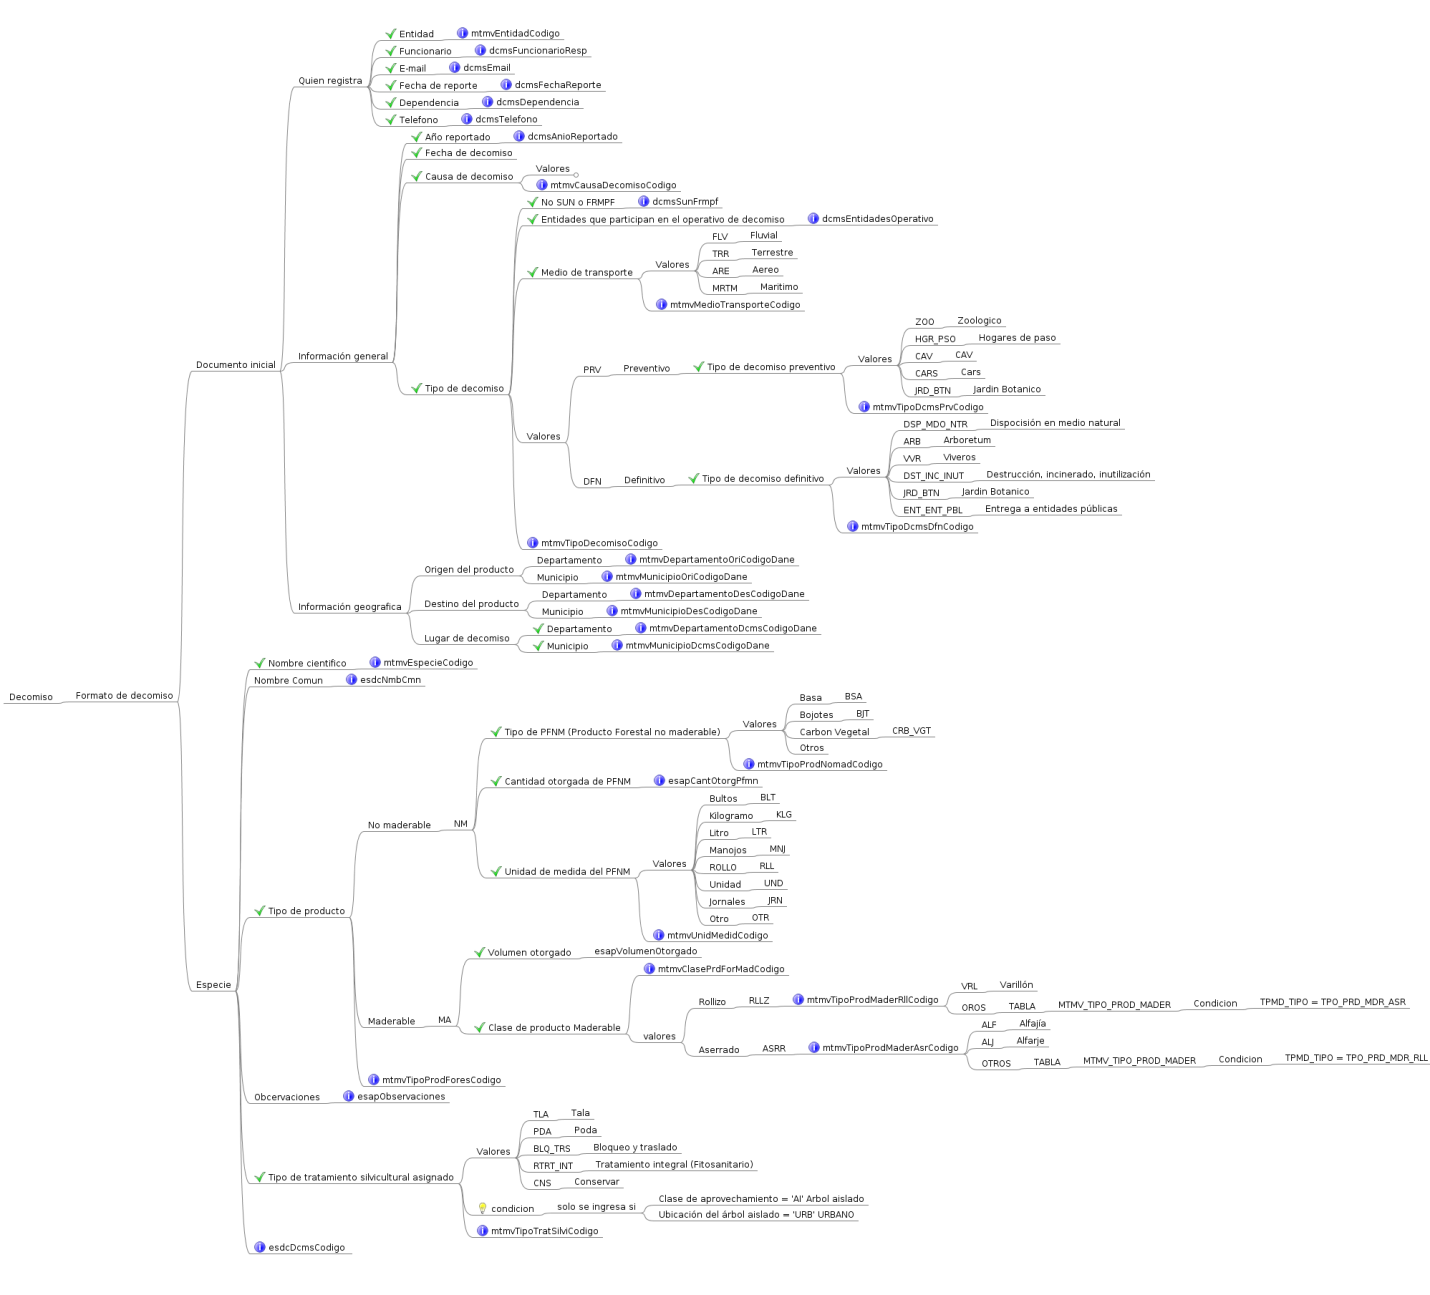 Decomiso
Formato de decomiso
Documento inicial
Quien registra
Entidad mtmvEntidadCodigo
Funcionario dcmsFuncionarioResp
E-mail dcmsEmail
Fecha de reporte dcmsFechaReporte
Dependencia dcmsDependencia
Telefono dcmsTelefono
Información general
Año reportado dcmsAnioReportado
Fecha de decomiso
Causa de decomiso
Valores
mtmvCausaDecomisoCodigo
Tipo de decomiso
No SUN o FRMPF dcmsSunFrmpf
Entidades que participan en el operativo de decomiso dcmsEntidadesOperativo
Medio de transporte
Valores
FLV Fluvial
TRR Terrestre
ARE Aereo
MRTM Maritimo
mtmvMedioTransporteCodigo
Valores
PRV Preventivo Tipo de decomiso preventivo
Valores
ZOO Zoologico
HGR_PSO Hogares de paso
CAV CAV
CARS Cars
JRD_BTN Jardin Botanico
mtmvTipoDcmsPrvCodigo
DFN Definitivo Tipo de decomiso definitivo
Valores
DSP_MDO_NTR Dispocisión en medio natural
ARB Arboretum
VVR Viveros
DST_INC_INUT Destrucción, incinerado, inutilización
JRD_BTN Jardin Botanico
ENT_ENT_PBL Entrega a entidades públicas
mtmvTipoDcmsDfnCodigo
mtmvTipoDecomisoCodigo
Información geografica
Origen del producto
Departamento mtmvDepartamentoOriCodigoDane
Municipio mtmvMunicipioOriCodigoDane
Destino del producto
Departamento mtmvDepartamentoDesCodigoDane
Municipio mtmvMunicipioDesCodigoDane
Lugar de decomiso
Departamento mtmvDepartamentoDcmsCodigoDane
Municipio mtmvMunicipioDcmsCodigoDane
Especie
Nombre cientifico mtmvEspecieCodigo
Nombre Comun esdcNmbCmn
Tipo de producto
No maderable NM
Tipo de PFNM (Producto Forestal no maderable)
Valores
Basa BSA
Bojotes BJT
Carbon Vegetal CRB_VGT
Otros
mtmvTipoProdNomadCodigo
Cantidad otorgada de PFNM esapCantOtorgPfmn
Unidad de medida del PFNM
Valores
Bultos BLT
Kilogramo KLG
Litro LTR
Manojos MNJ
ROLLO RLL
Unidad UND
Jornales JRN
Otro OTR
mtmvUnidMedidCodigo
Maderable MA
Volumen otorgado esapVolumenOtorgado
Clase de producto Maderable
mtmvClasePrdForMadCodigo
valores
Rollizo RLLZ mtmvTipoProdMaderRllCodigo
VRL Varillón
OROS TABLA MTMV_TIPO_PROD_MADER Condicion TPMD_TIPO = TPO_PRD_MDR_ASR
Aserrado ASRR mtmvTipoProdMaderAsrCodigo
ALF Alfajía
ALJ Alfarje
OTROS TABLA MTMV_TIPO_PROD_MADER Condicion TPMD_TIPO = TPO_PRD_MDR_RLL
mtmvTipoProdForesCodigo
Obcervaciones esapObservaciones
Tipo de tratamiento silvicultural asignado
Valores
TLA Tala
PDA Poda
BLQ_TRS Bloqueo y traslado
RTRT_INT Tratamiento integral (Fitosanitario)
CNS Conservar
condicion solo se ingresa si
Clase de aprovechamiento = 'AI' Arbol aislado
Ubicación del árbol aislado = 'URB' URBANO
mtmvTipoTratSilviCodigo
esdcDcmsCodigo